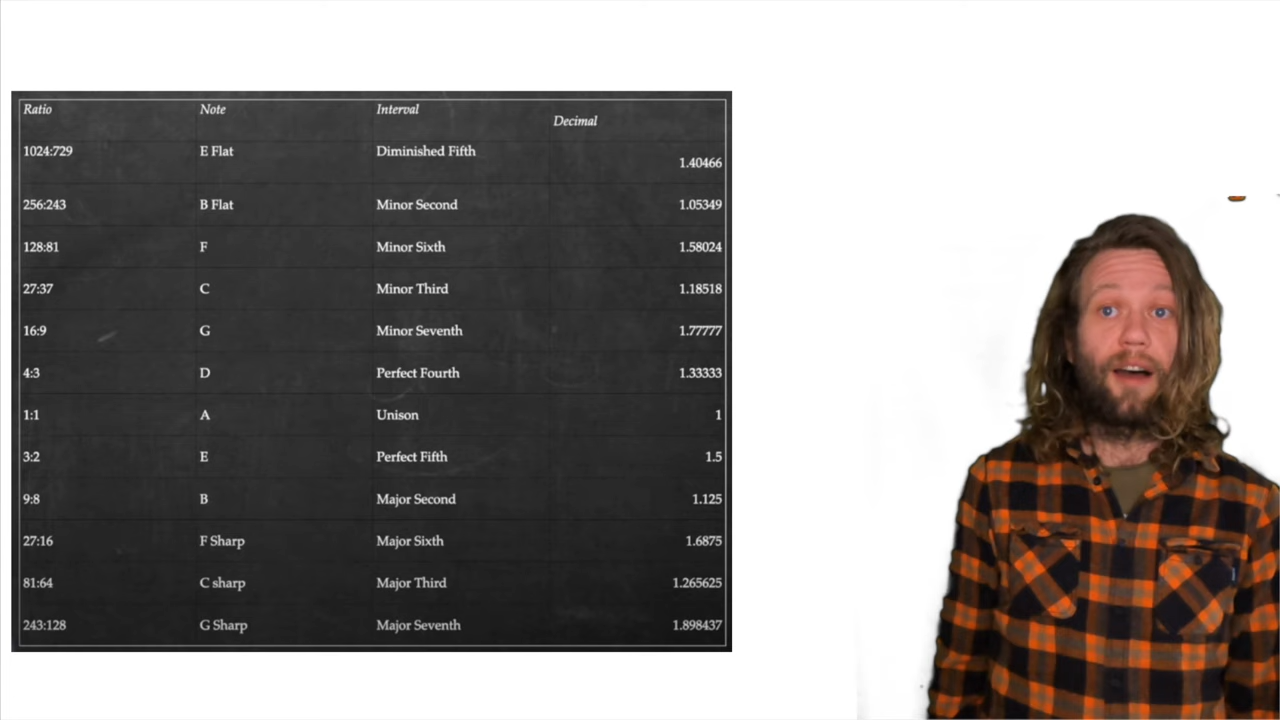 Ratio Note Interval Decimal
1024:729 E Flat Diminished Fifth 1.40466
256:243 B Flat Minor Second 1.05349
128:81 F Minor Sixth 1.58024
27:37 C Minor Third 1.18518
16:9 G Minor Seventh 1.77777
4:3 D Perfect Fourth 1.33333
1:1 A Unison 1
3:2 E Perfect Fifth 1.5
9:8 B Major Second 1.125
27:16 F Sharp Major Sixth 1.6875
81:64 C sharp Major Third 1.265625
243:128 G Sharp Major Seventh 1.898437